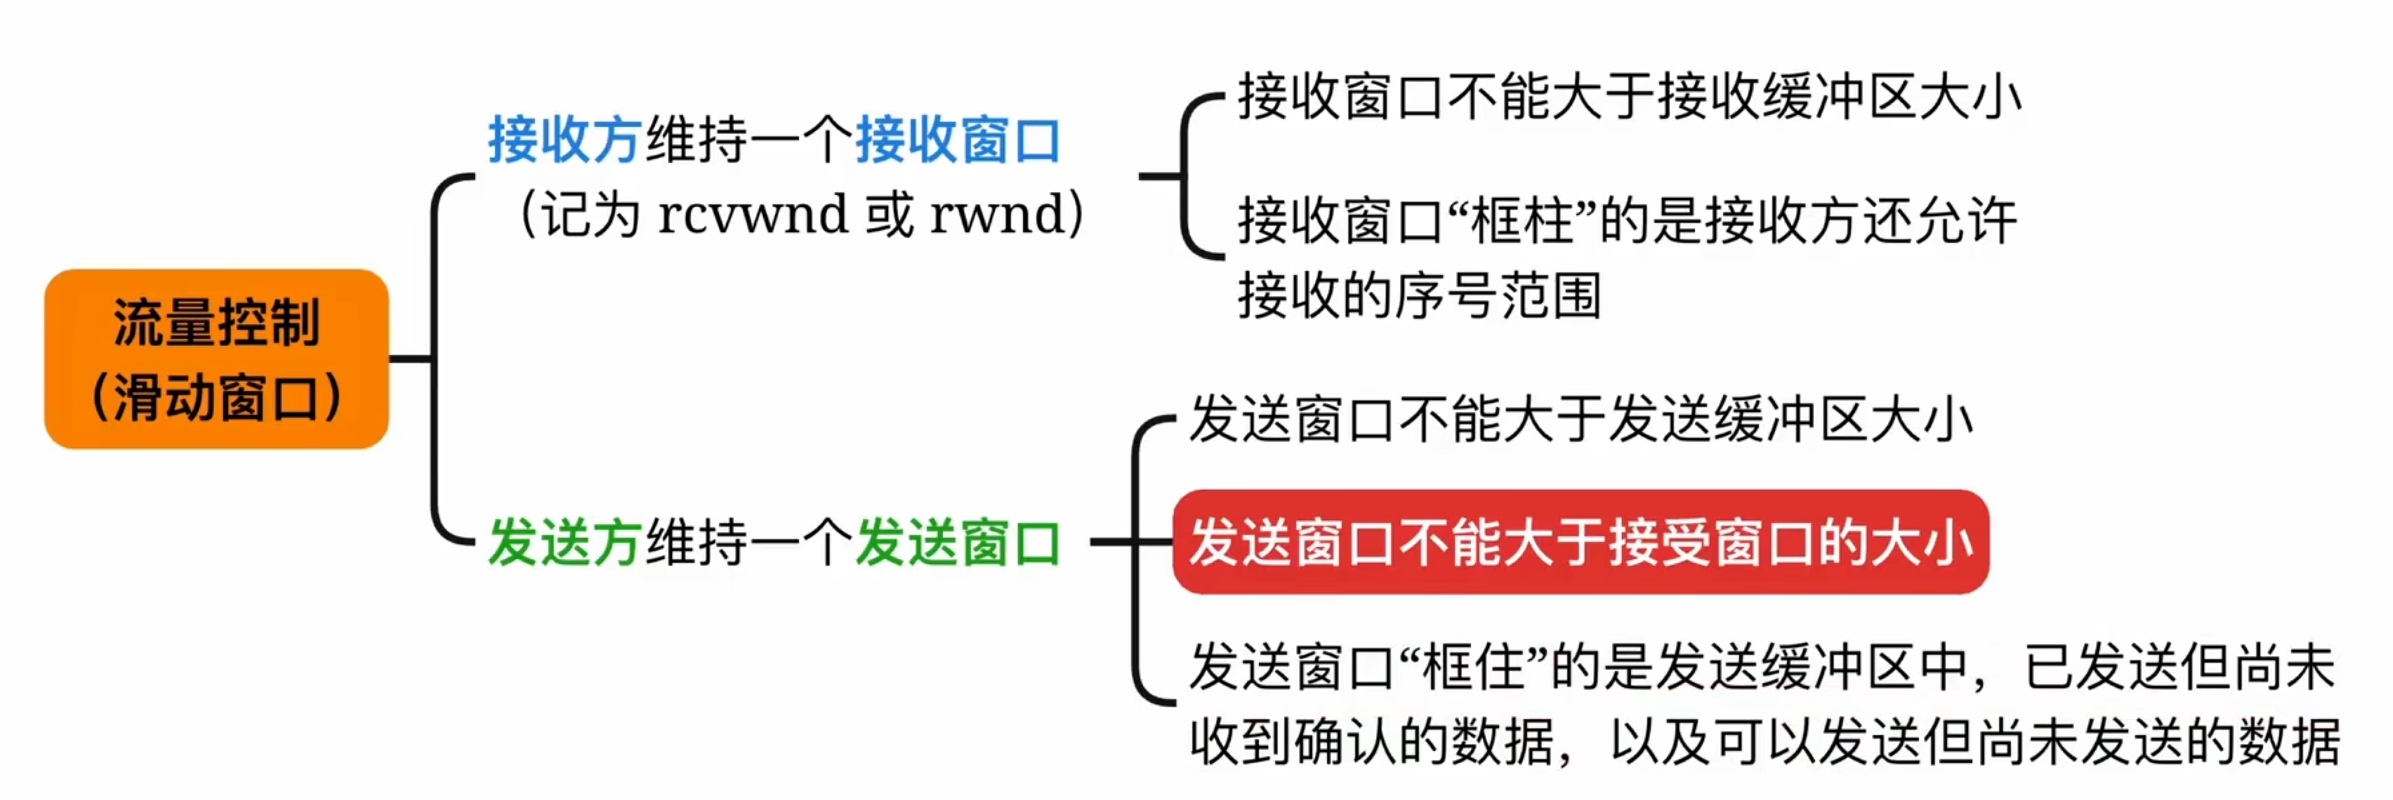 流量控制
（滑动窗口）
接收方维持一个接收窗口
（记为 rcvwnd 或 rwnd）
接收窗口不能大于接收缓冲区大小
接收窗口“框柱”的是接收方还允许
接收的序号范围
发送方维持一个发送窗口
发送窗口不能大于发送缓冲区大小
发送窗口不能大于接受窗口的大小
发送窗口“框住”的是发送缓冲区中，已发送但尚未
收到确认的数据，以及可以发送但尚未发送的数据